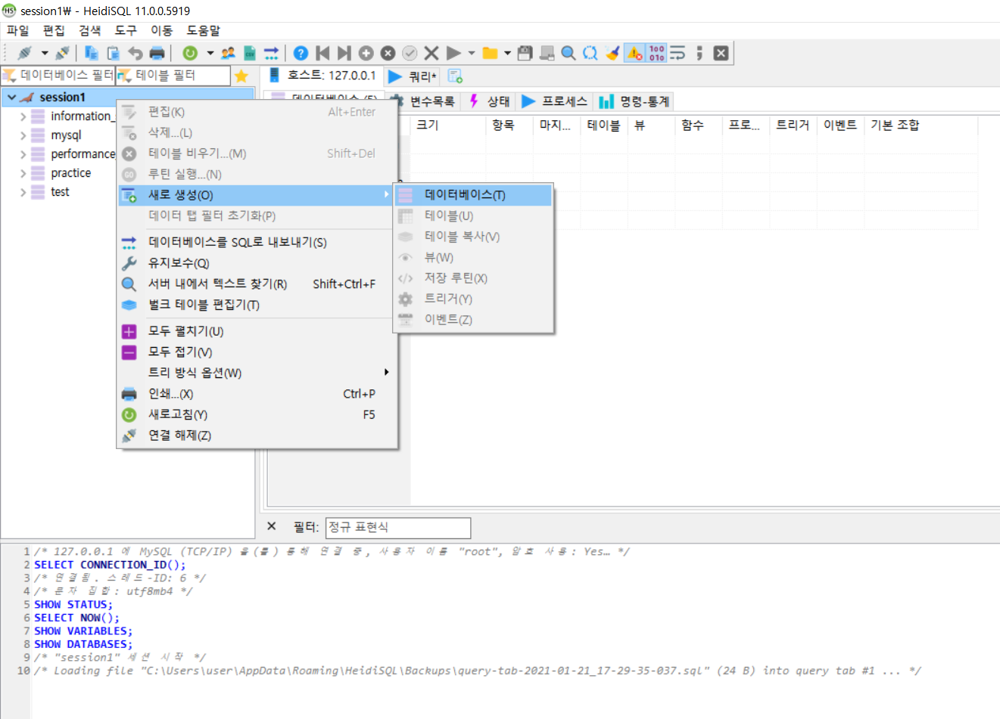 session1₩ - HeidiSQL 11.0.0.5919
파일 편집 검색 도구 이동 도움말
데이터베이스 필터 테이블 필터
호스트: 127.0.0.1 쿼리*
데이터베이스 (5) 변수목록 상태 프로세스 명령-통계
크기 항목 마지... 테이블 뷰 함수 프로... 트리거 이벤트 기본 조합
session1
information_
mysql
performance_
practice
test
편집(K) Alt+Enter
삭제...(L)
테이블 비우기...(M) Shift+Del
루틴 실행...(N)
새로 생성(O)
데이터 탭 필터 초기화(P)
데이터베이스를 SQL로 내보내기(S)
유지보수(Q)
서버 내에서 텍스트 찾기(R) Shift+Ctrl+F
벌크 테이블 편집기(T)
모두 펼치기(U)
모두 접기(V)
트리 방식 옵션(W)
인쇄...(X) Ctrl+P
새로고침(Y) F5
연결 해제(Z)
데이터베이스(T)
테이블(U)
테이블 복사(V)
뷰(W)
저장 루틴(X)
트리거(Y)
이벤트(Z)
필터: 정규 표현식
1 /* 127.0.0.1 에 MySQL (TCP/IP) 을(를) 통해 연결 중, 사용자 이름 "root", 암호 사용: Yes… */
2 SELECT CONNECTION_ID();
3 /* 연결됨. 스레드-ID: 6 */
4 /* 문자 집합: utf8mb4 */
5 SHOW STATUS;
6 SELECT NOW();
7 SHOW VARIABLES;
8 SHOW DATABASES;
9 /* "session1" 세션 시작 */
10 /* Loading file "C:\Users\user\AppData\Roaming\HeidiSQL\Backups\query-tab-2021-01-21_17-29-35-037.sql" (24 B) into query tab #1 ... */